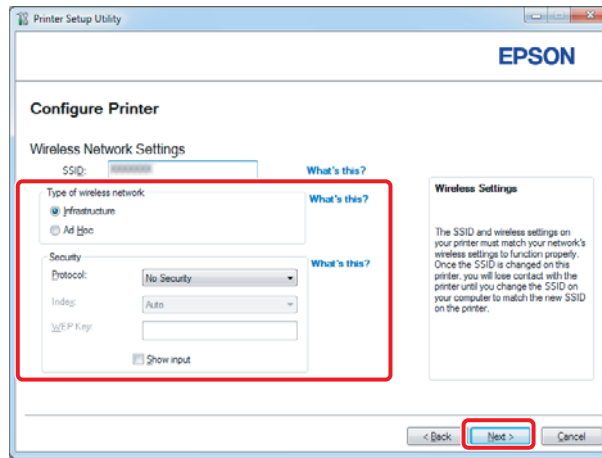 Printer Setup Utility
EPSON
Configure Printer
Wireless Network Settings
SSID:
What's this?
Type of wireless network
What's this?
Infrastructure
Ad Hoc
Security
What's this?
Protocol:
No Security
Index:
Auto
WEP Key:
Show input
Wireless Settings
The SSID and wireless settings on
your printer must match your network's
wireless settings to function properly.
Once the SSID is changed on this
printer, you will lose contact with the
printer until you change the SSID on
your computer to match the new SSID
on the printer.
< Back
Next >
Cancel